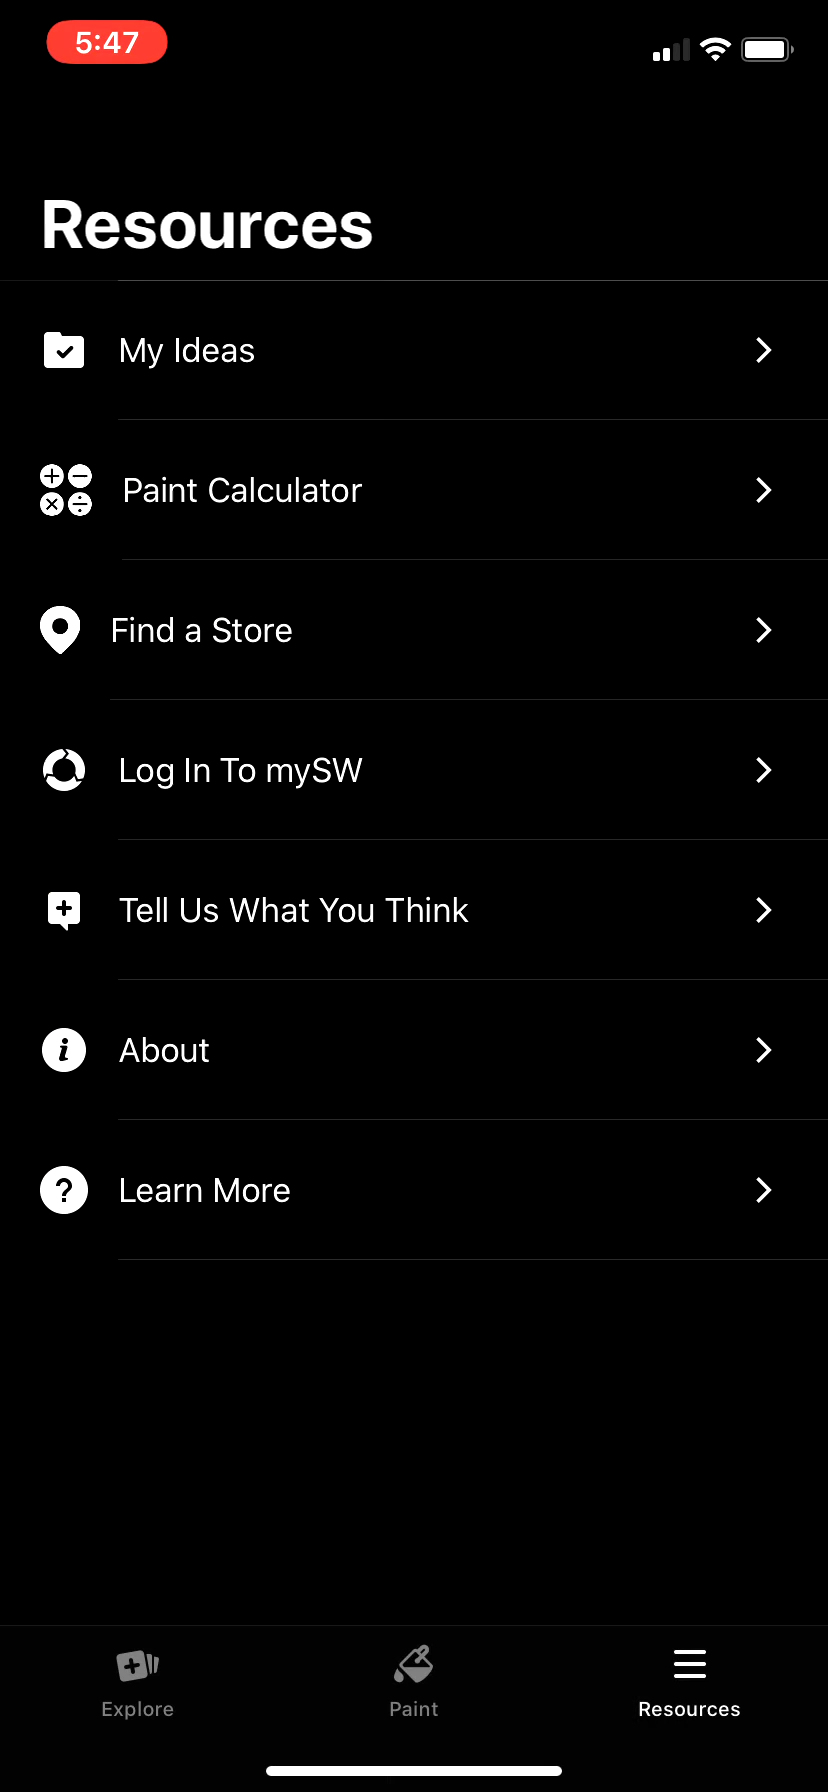 5:47
Resources
My Ideas
Paint Calculator
Find a Store
Log In To mySW
Tell Us What You Think
About
Learn More
Explore
Paint
Resources